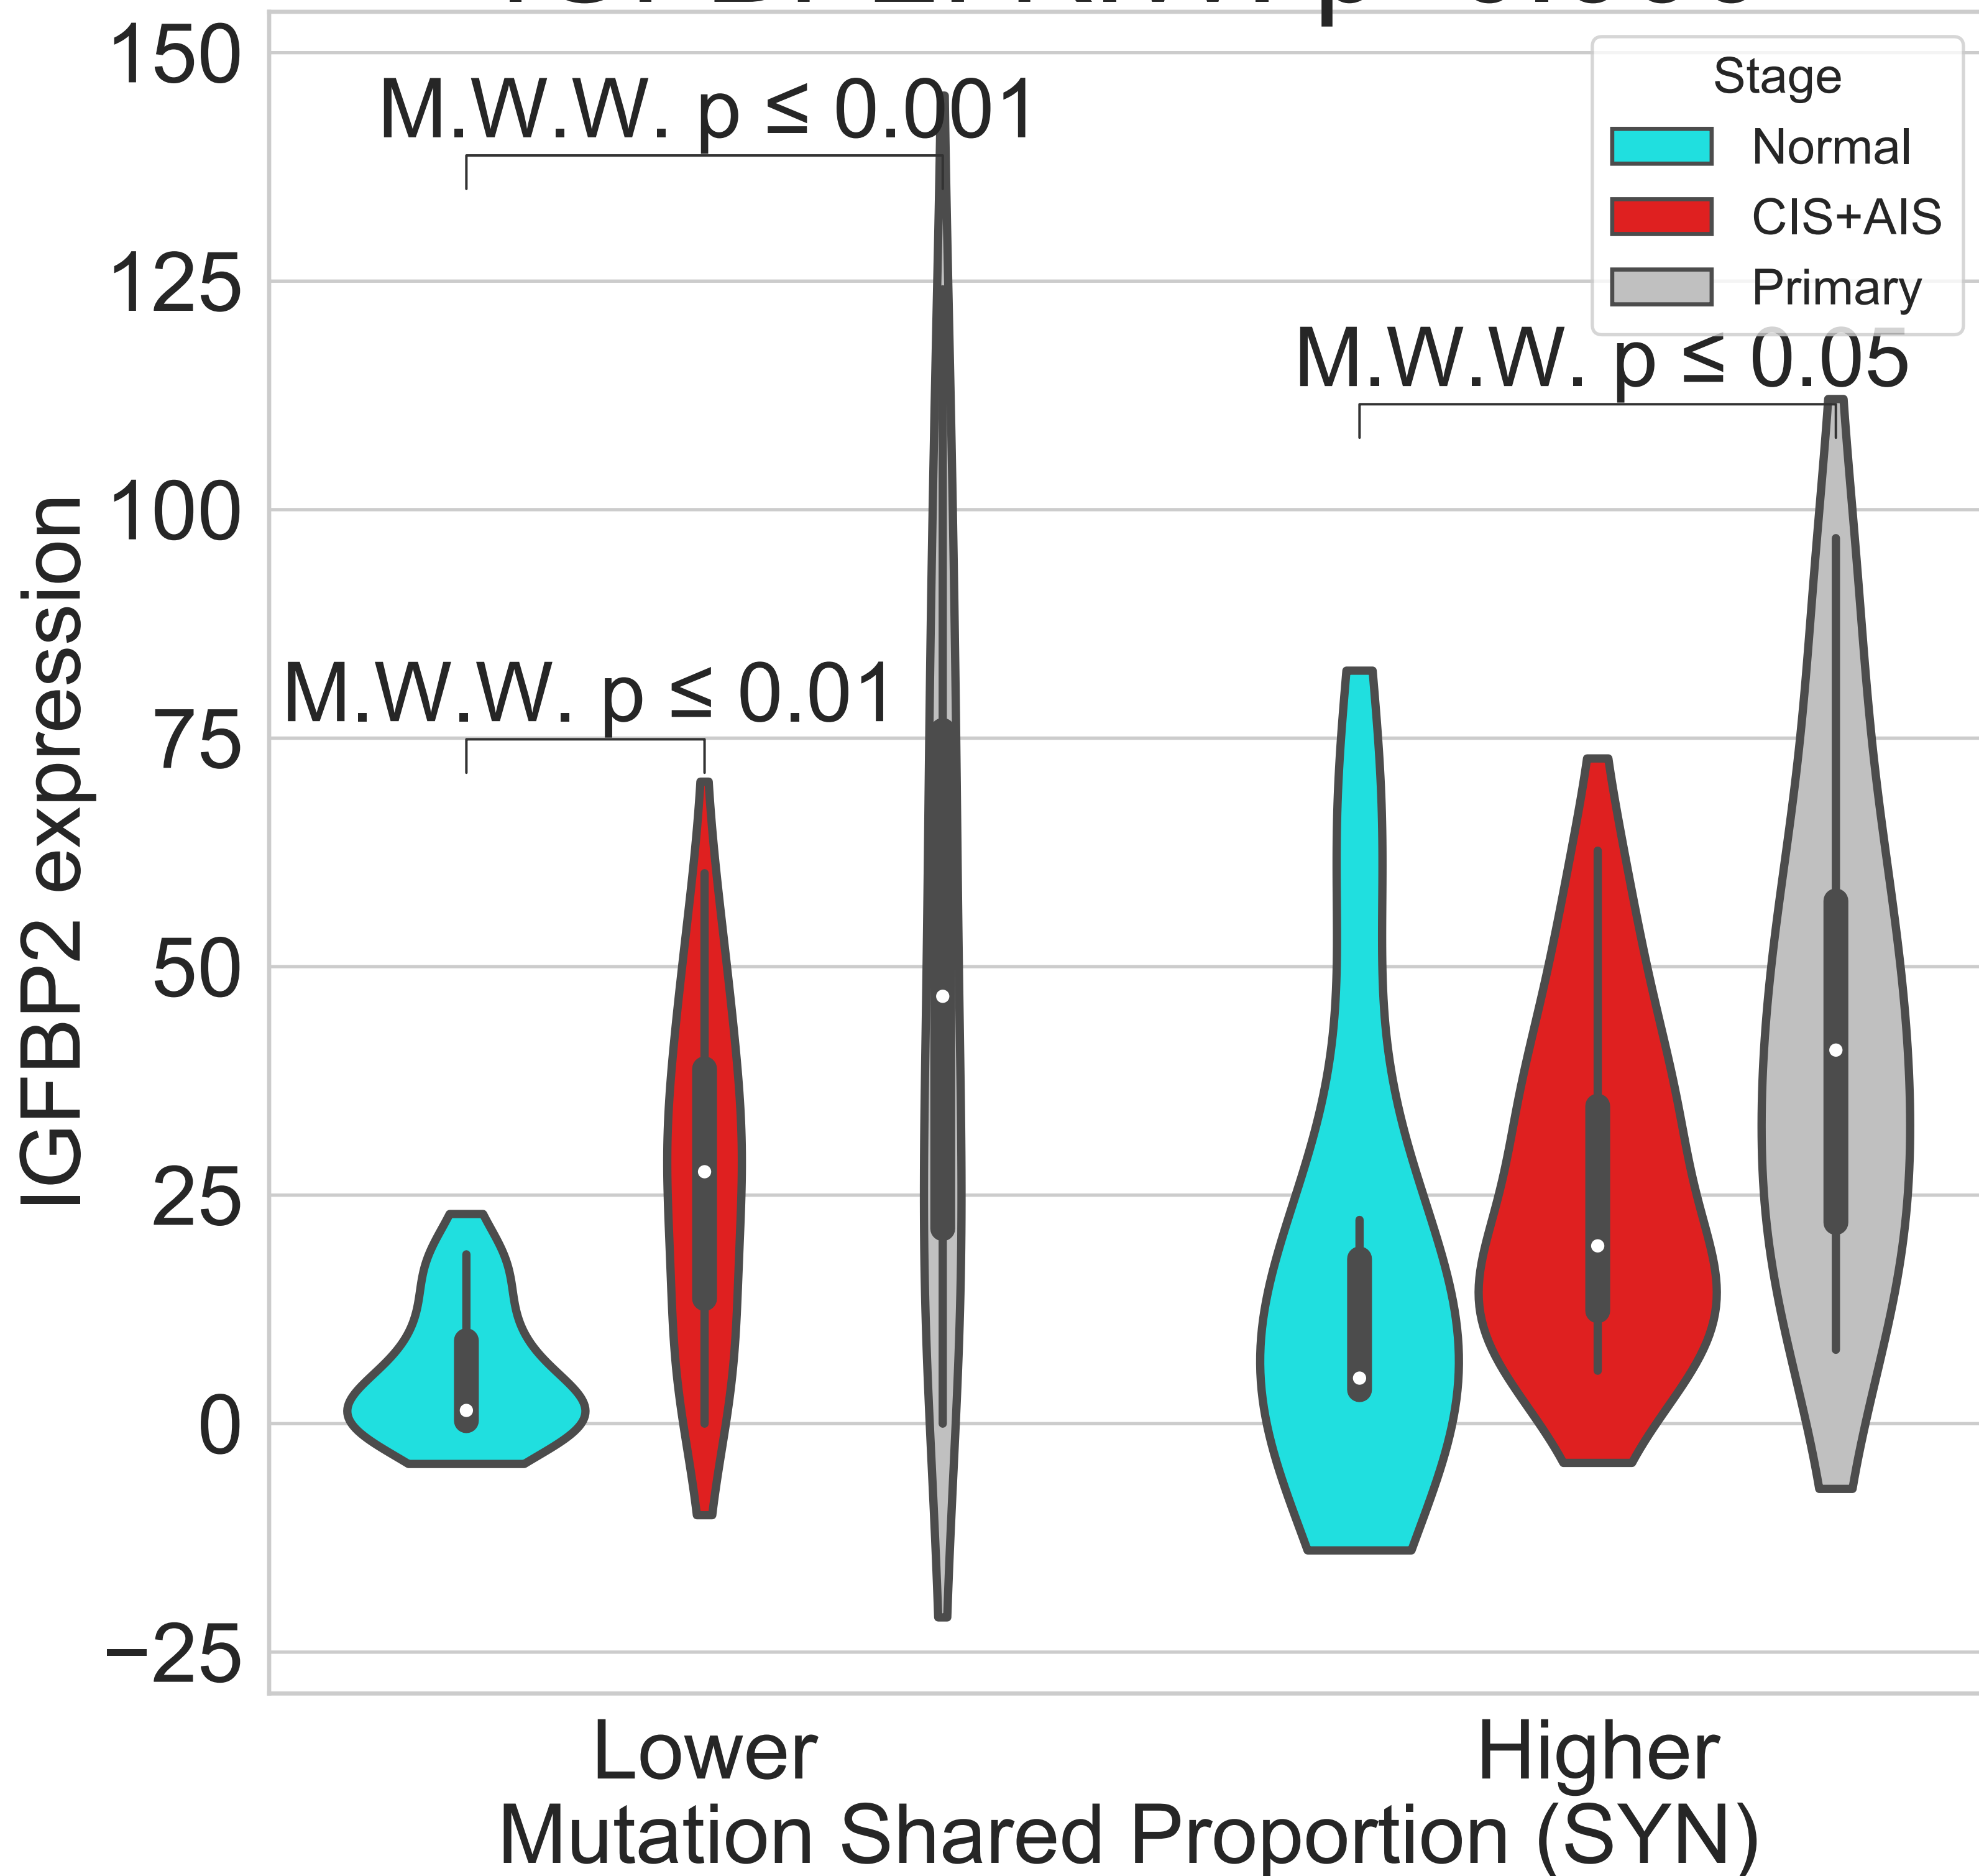 150
125
100
75
50
25
0
−25
IGFBP2 expression
M.W.W. p ≤ 0.001
M.W.W. p ≤ 0.01
M.W.W. p ≤ 0.05
Stage
Normal
CIS+AIS
Primary
Lower
Higher
Mutation Shared Proportion (SYN)